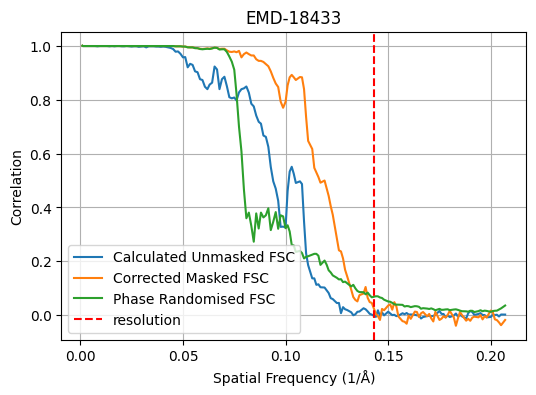 EMD-18433
1.0
0.8
0.6
0.4
0.2
0.0
Correlation
Calculated Unmasked FSC
Corrected Masked FSC
Phase Randomised FSC
resolution
0.00 0.05 0.10 0.15 0.20
Spatial Frequency (1/Å)